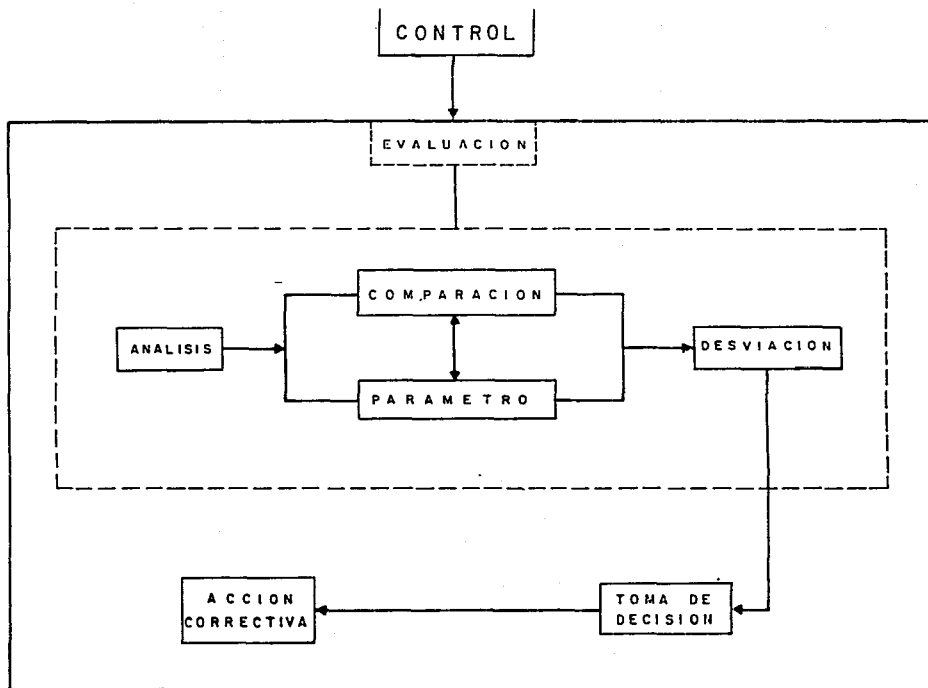 CONTROL
EVALUACION
COMPARACION
ANALISIS
DESVIACION
PARAMETRO
ACCION
CORRECTIVA
TOMA DE
DECISION